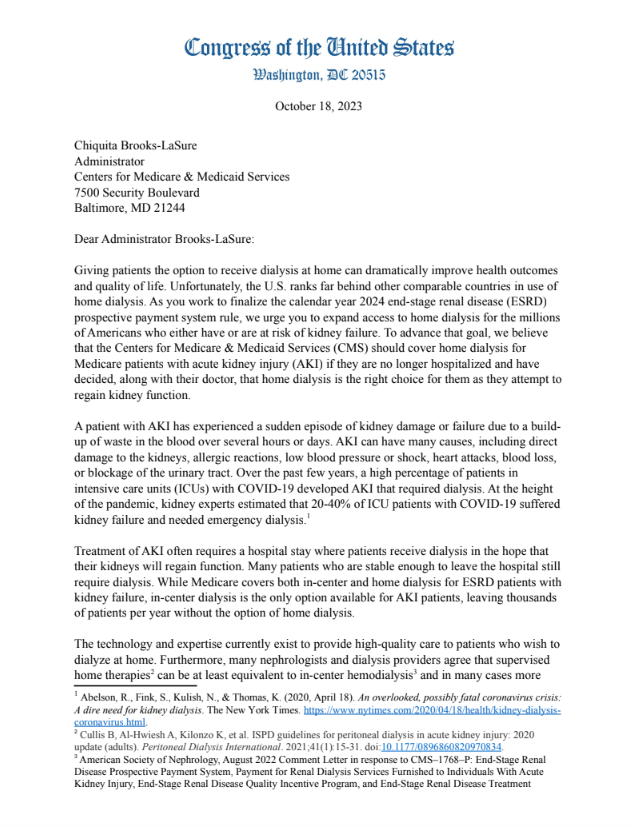 Congress of the United States
Washington, DC 20515
October 18, 2023
Chiquita Brooks-LaSure
Administrator
Centers for Medicare & Medicaid Services
7500 Security Boulevard
Baltimore, MD 21244
Dear Administrator Brooks-LaSure:
Giving patients the option to receive dialysis at home can dramatically improve health outcomes
and quality of life. Unfortunately, the U.S. ranks far behind other comparable countries in use of
home dialysis. As you work to finalize the calendar year 2024 end-stage renal disease (ESRD)
prospective payment system rule, we urge you to expand access to home dialysis for the millions
of Americans who either have or are at risk of kidney failure. To advance that goal, we believe
that the Centers for Medicare & Medicaid Services (CMS) should cover home dialysis for
Medicare patients with acute kidney injury (AKI) if they are no longer hospitalized and have
decided, along with their doctor, that home dialysis is the right choice for them as they attempt to
regain kidney function.
A patient with AKI has experienced a sudden episode of kidney damage or failure due to a build-
up of waste in the blood over several hours or days. AKI can have many causes, including direct
damage to the kidneys, allergic reactions, low blood pressure or shock, heart attacks, blood loss,
or blockage of the urinary tract. Over the past few years, a high percentage of patients in
intensive care units (ICUs) with COVID-19 developed AKI that required dialysis. At the height
of the pandemic, kidney experts estimated that 20-40% of ICU patients with COVID-19 suffered
kidney failure and needed emergency dialysis.1
Treatment of AKI often requires a hospital stay where patients receive dialysis in the hope that
their kidneys will regain function. Many patients who are stable enough to leave the hospital still
require dialysis. While Medicare covers both in-center and home dialysis for ESRD patients with
kidney failure, in-center dialysis is the only option available for AKI patients, leaving thousands
of patients per year without the option of home dialysis.
The technology and expertise currently exist to provide high-quality care to patients who wish to
dialyze at home. Furthermore, many nephrologists and dialysis providers agree that supervised
home therapies2 can be at least equivalent to in-center hemodialysis3 and in many cases more
1 Abelson, R., Fink, S., Kulish, N., & Thomas, K. (2020, April 18). An overlooked, possibly fatal coronavirus crisis:
A dire need for kidney dialysis. The New York Times. https://www.nytimes.com/2020/04/18/health/kidney-dialysis-
coronavirus.html.
2 Cullis B, Al-Hwiesh A, Kilonzo K, et al. ISPD guidelines for peritoneal dialysis in acute kidney injury: 2020
update (adults). Peritoneal Dialysis International. 2021;41(1):15-31. doi:10.1177/0896860820970834.
3 American Society of Nephrology, August 2022 Comment Letter in response to CMS–1768–P: End-Stage Renal
Disease Prospective Payment System, Payment for Renal Dialysis Services Furnished to Individuals With Acute
Kidney Injury, End-Stage Renal Disease Quality Incentive Program, and End-Stage Renal Disease Treatment